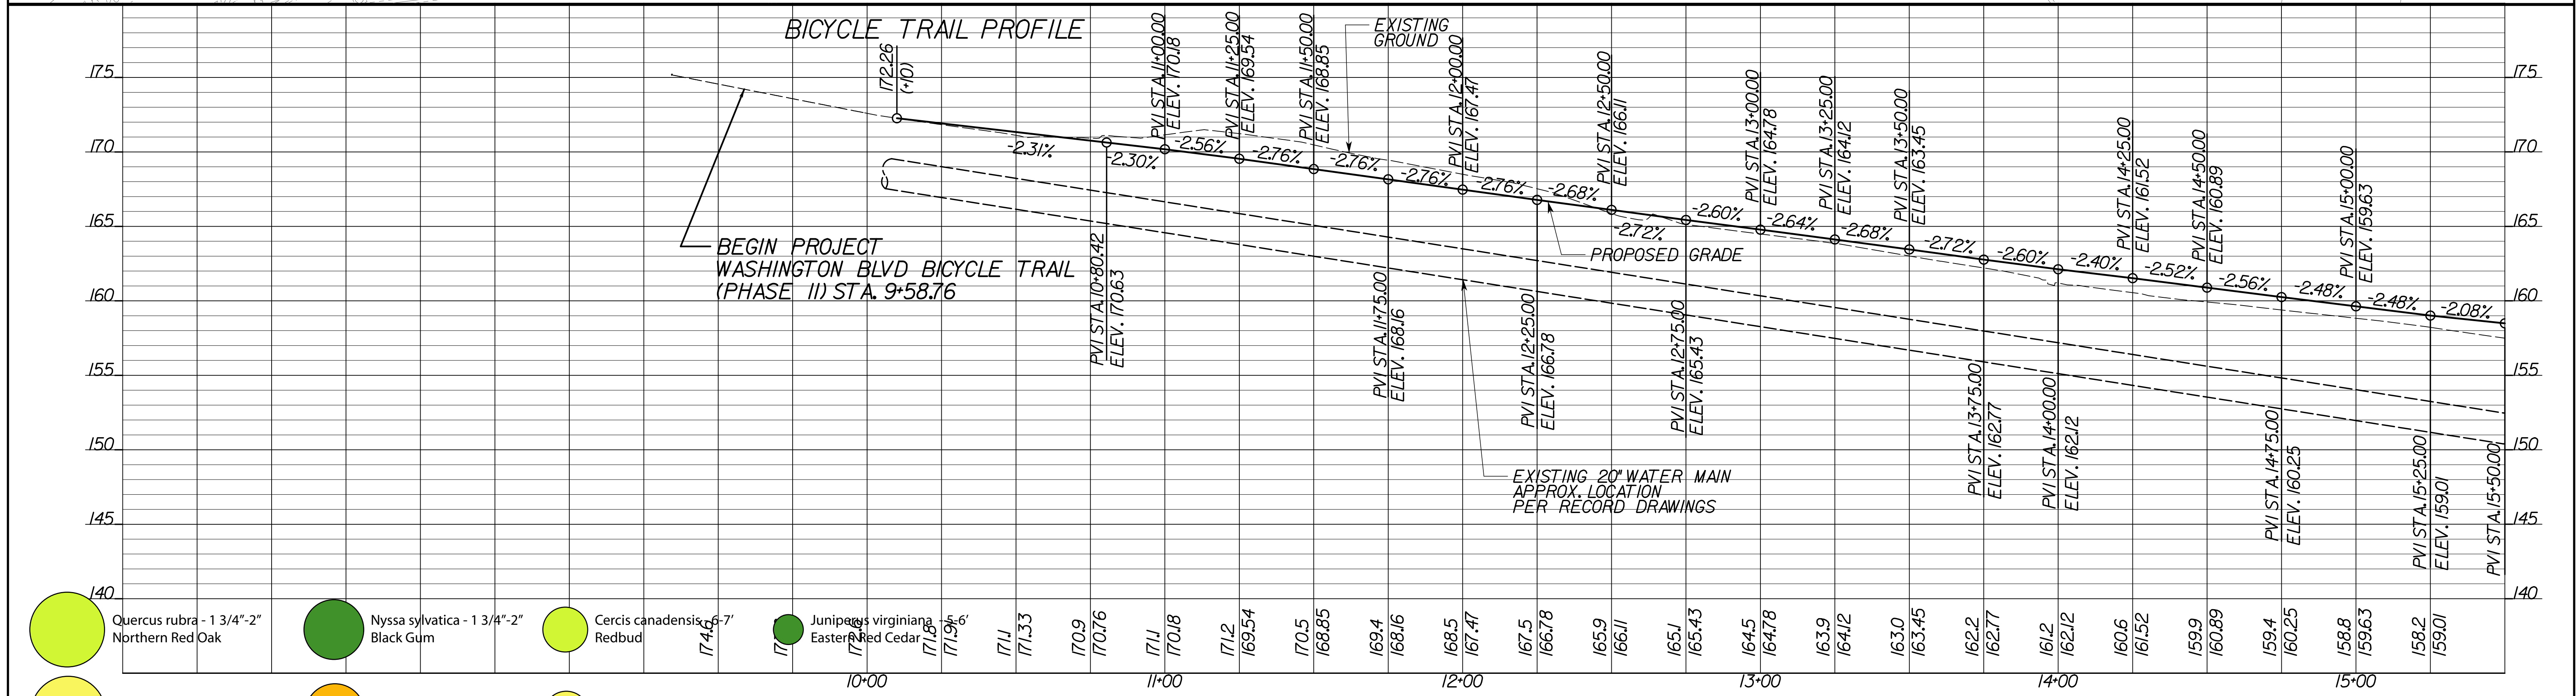 BICYCLE TRAIL PROFILE
EXISTING
GROUND
172.26
(+10)
PVI STA. 11+00.00
ELEV. 170.18
PVI STA. 11+25.00
ELEV. 169.54
PVI STA. 11+50.00
ELEV. 168.85
PVI STA. 12+00.00
ELEV. 167.47
PVI STA. 12+50.00
ELEV. 166.11
PVI STA. 13+00.00
ELEV. 164.78
PVI STA. 13+25.00
ELEV. 164.12
PVI STA. 13+50.00
ELEV. 163.45
PVI STA. 14+25.00
ELEV. 161.52
PVI STA. 14+50.00
ELEV. 160.89
PVI STA. 15+00.00
ELEV. 159.63
175 175
170 170
165 165
160 160
155 155
150 150
145 145
140 140
-2.31% -2.30% -2.56% -2.76% -2.76% -2.76% -2.76% -2.68% -2.72% -2.60% -2.64% -2.68% -2.72% -2.60% -2.40% -2.52% -2.56% -2.48% -2.48% -2.08%
BEGIN PROJECT
WASHINGTON BLVD BICYCLE TRAIL
(PHASE II) STA. 9+58.76
PROPOSED GRADE
PVI STA. 10+80.42
ELEV. 170.63
PVI STA. 11+75.00
ELEV. 168.16
PVI STA. 12+25.00
ELEV. 166.78
PVI STA. 12+75.00
ELEV. 165.43
PVI STA. 13+75.00
ELEV. 162.77
PVI STA. 14+00.00
ELEV. 162.12
PVI STA. 14+75.00
ELEV. 160.25
PVI STA. 15+25.00
ELEV. 159.01
PVI STA. 15+50.00
EXISTING 20" WATER MAIN
APPROX. LOCATION
PER RECORD DRAWINGS
Quercus rubra - 1 3/4"-2"
Northern Red Oak
Nyssa sylvatica - 1 3/4"-2"
Black Gum
Cercis canadensis - 6-7'
Redbud
Juniperus virginiana - 5-6'
Eastern Red Cedar
174.6
172.6
171.8
171.9
171.1
171.33
170.9
170.76
171.1
170.18
171.2
169.54
170.5
168.85
169.4
168.16
168.5
167.47
167.5
166.78
165.9
166.11
165.1
165.43
164.5
164.78
163.9
164.12
163.0
163.45
162.2
162.77
161.2
162.12
160.6
161.52
159.9
160.89
159.4
160.25
158.8
159.63
158.2
159.01
10+00 11+00 12+00 13+00 14+00 15+00